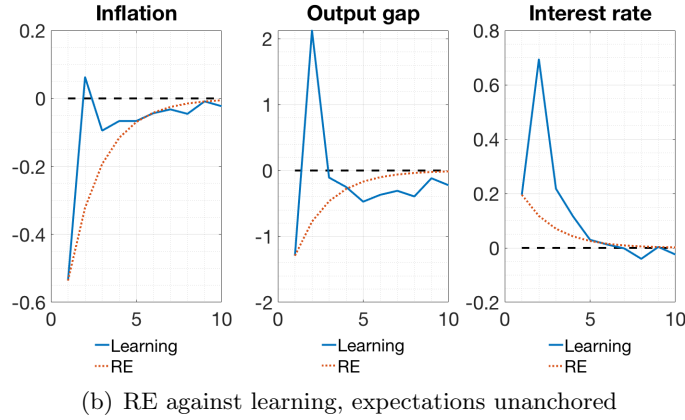 Inflation Output gap Interest rate
0.2 2 0.8
0 1 0.6
-0.2 0 0.4
-0.4 -1 0.2
-0.6 -2 0
-0.2
0 5 10 0 5 10 0 5 10
Learning Learning Learning
RE RE RE
(b) RE against learning, expectations unanchored